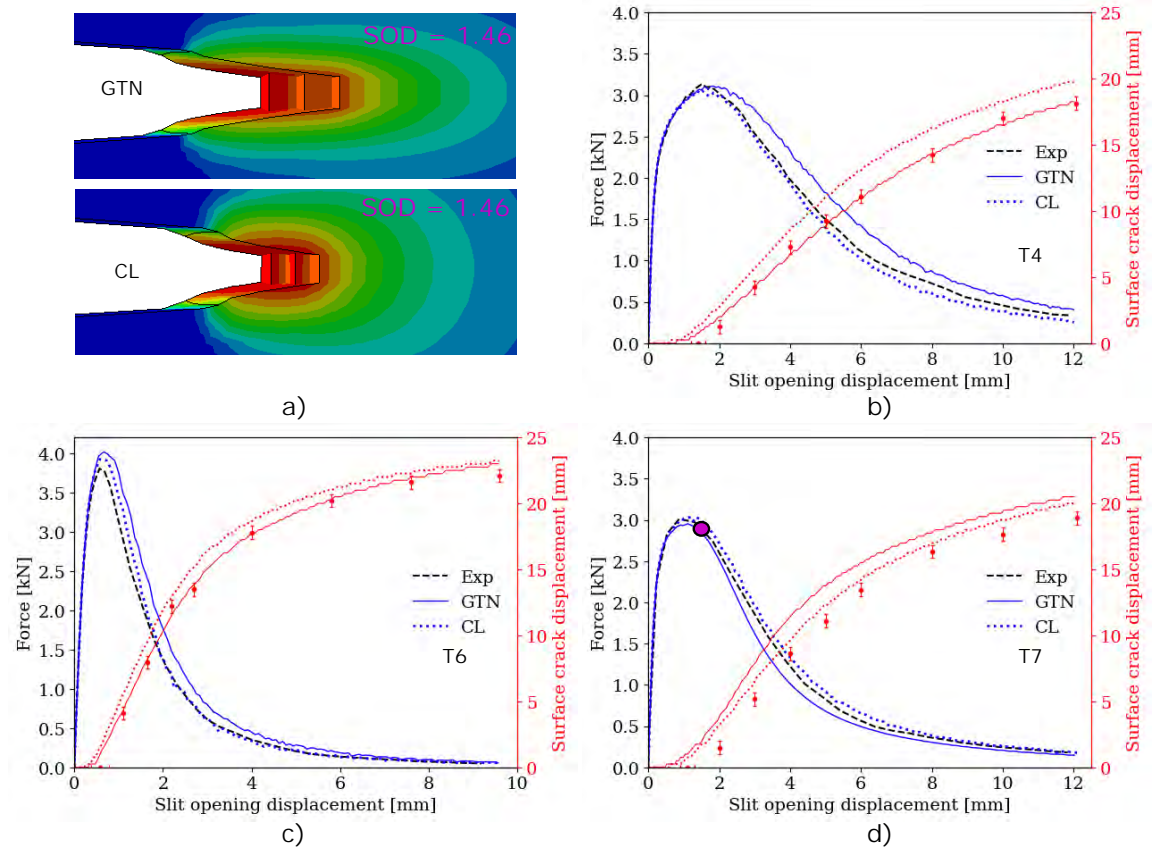 SOD = 1.46
GTN
SOD = 1.46
CL
a)
4.0
3.5
3.0
2.5
2.0
1.5
1.0
0.5
0.0
Force [kN]
0 2 4 6 8 10 12
Slit opening displacement [mm]
25
20
15
10
5
0
Surface crack displacement [mm]
Exp
GTN
CL
T4
b)
4.0
3.5
3.0
2.5
2.0
1.5
1.0
0.5
0.0
Force [kN]
0 2 4 6 8 10
Slit opening displacement [mm]
25
20
15
10
5
0
Surface crack displacement [mm]
Exp
GTN
CL
T6
c)
4.0
3.5
3.0
2.5
2.0
1.5
1.0
0.5
0.0
Force [kN]
0 2 4 6 8 10 12
Slit opening displacement [mm]
25
20
15
10
5
0
Surface crack displacement [mm]
Exp
GTN
CL
T7
d)